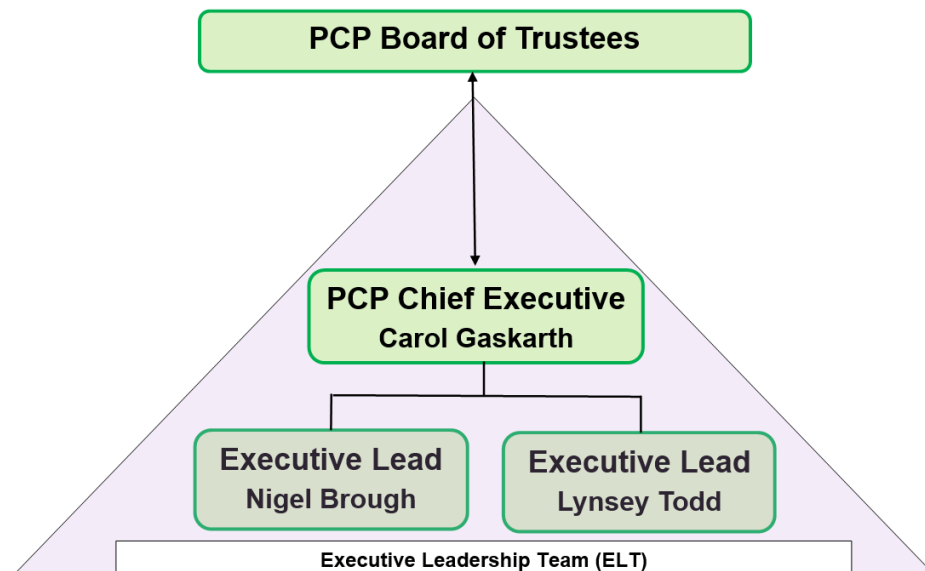 PCP Board of Trustees
PCP Chief Executive
Carol Gaskarth
Executive Lead
Nigel Brough
Executive Lead
Lynsey Todd
Executive Leadership Team (ELT)